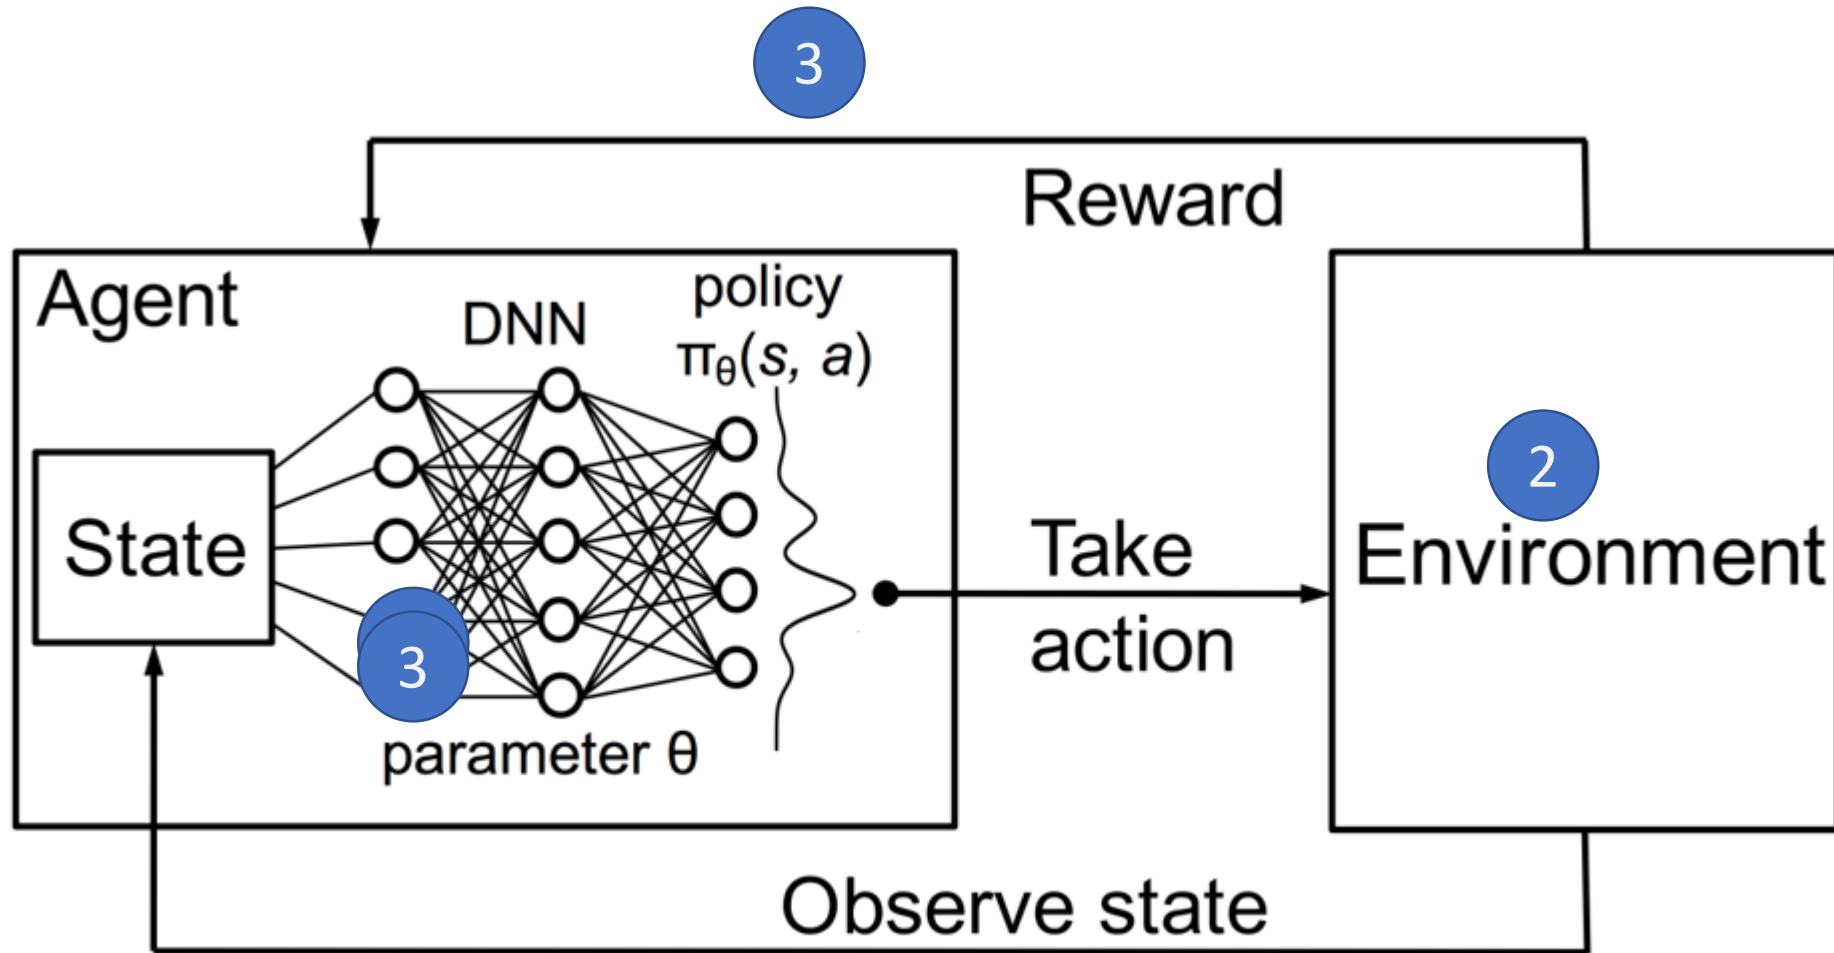 3
Reward
Agent
DNN
policy
πθ(s, a)
State
2
Environment
Take
action
3
parameter θ
Observe state